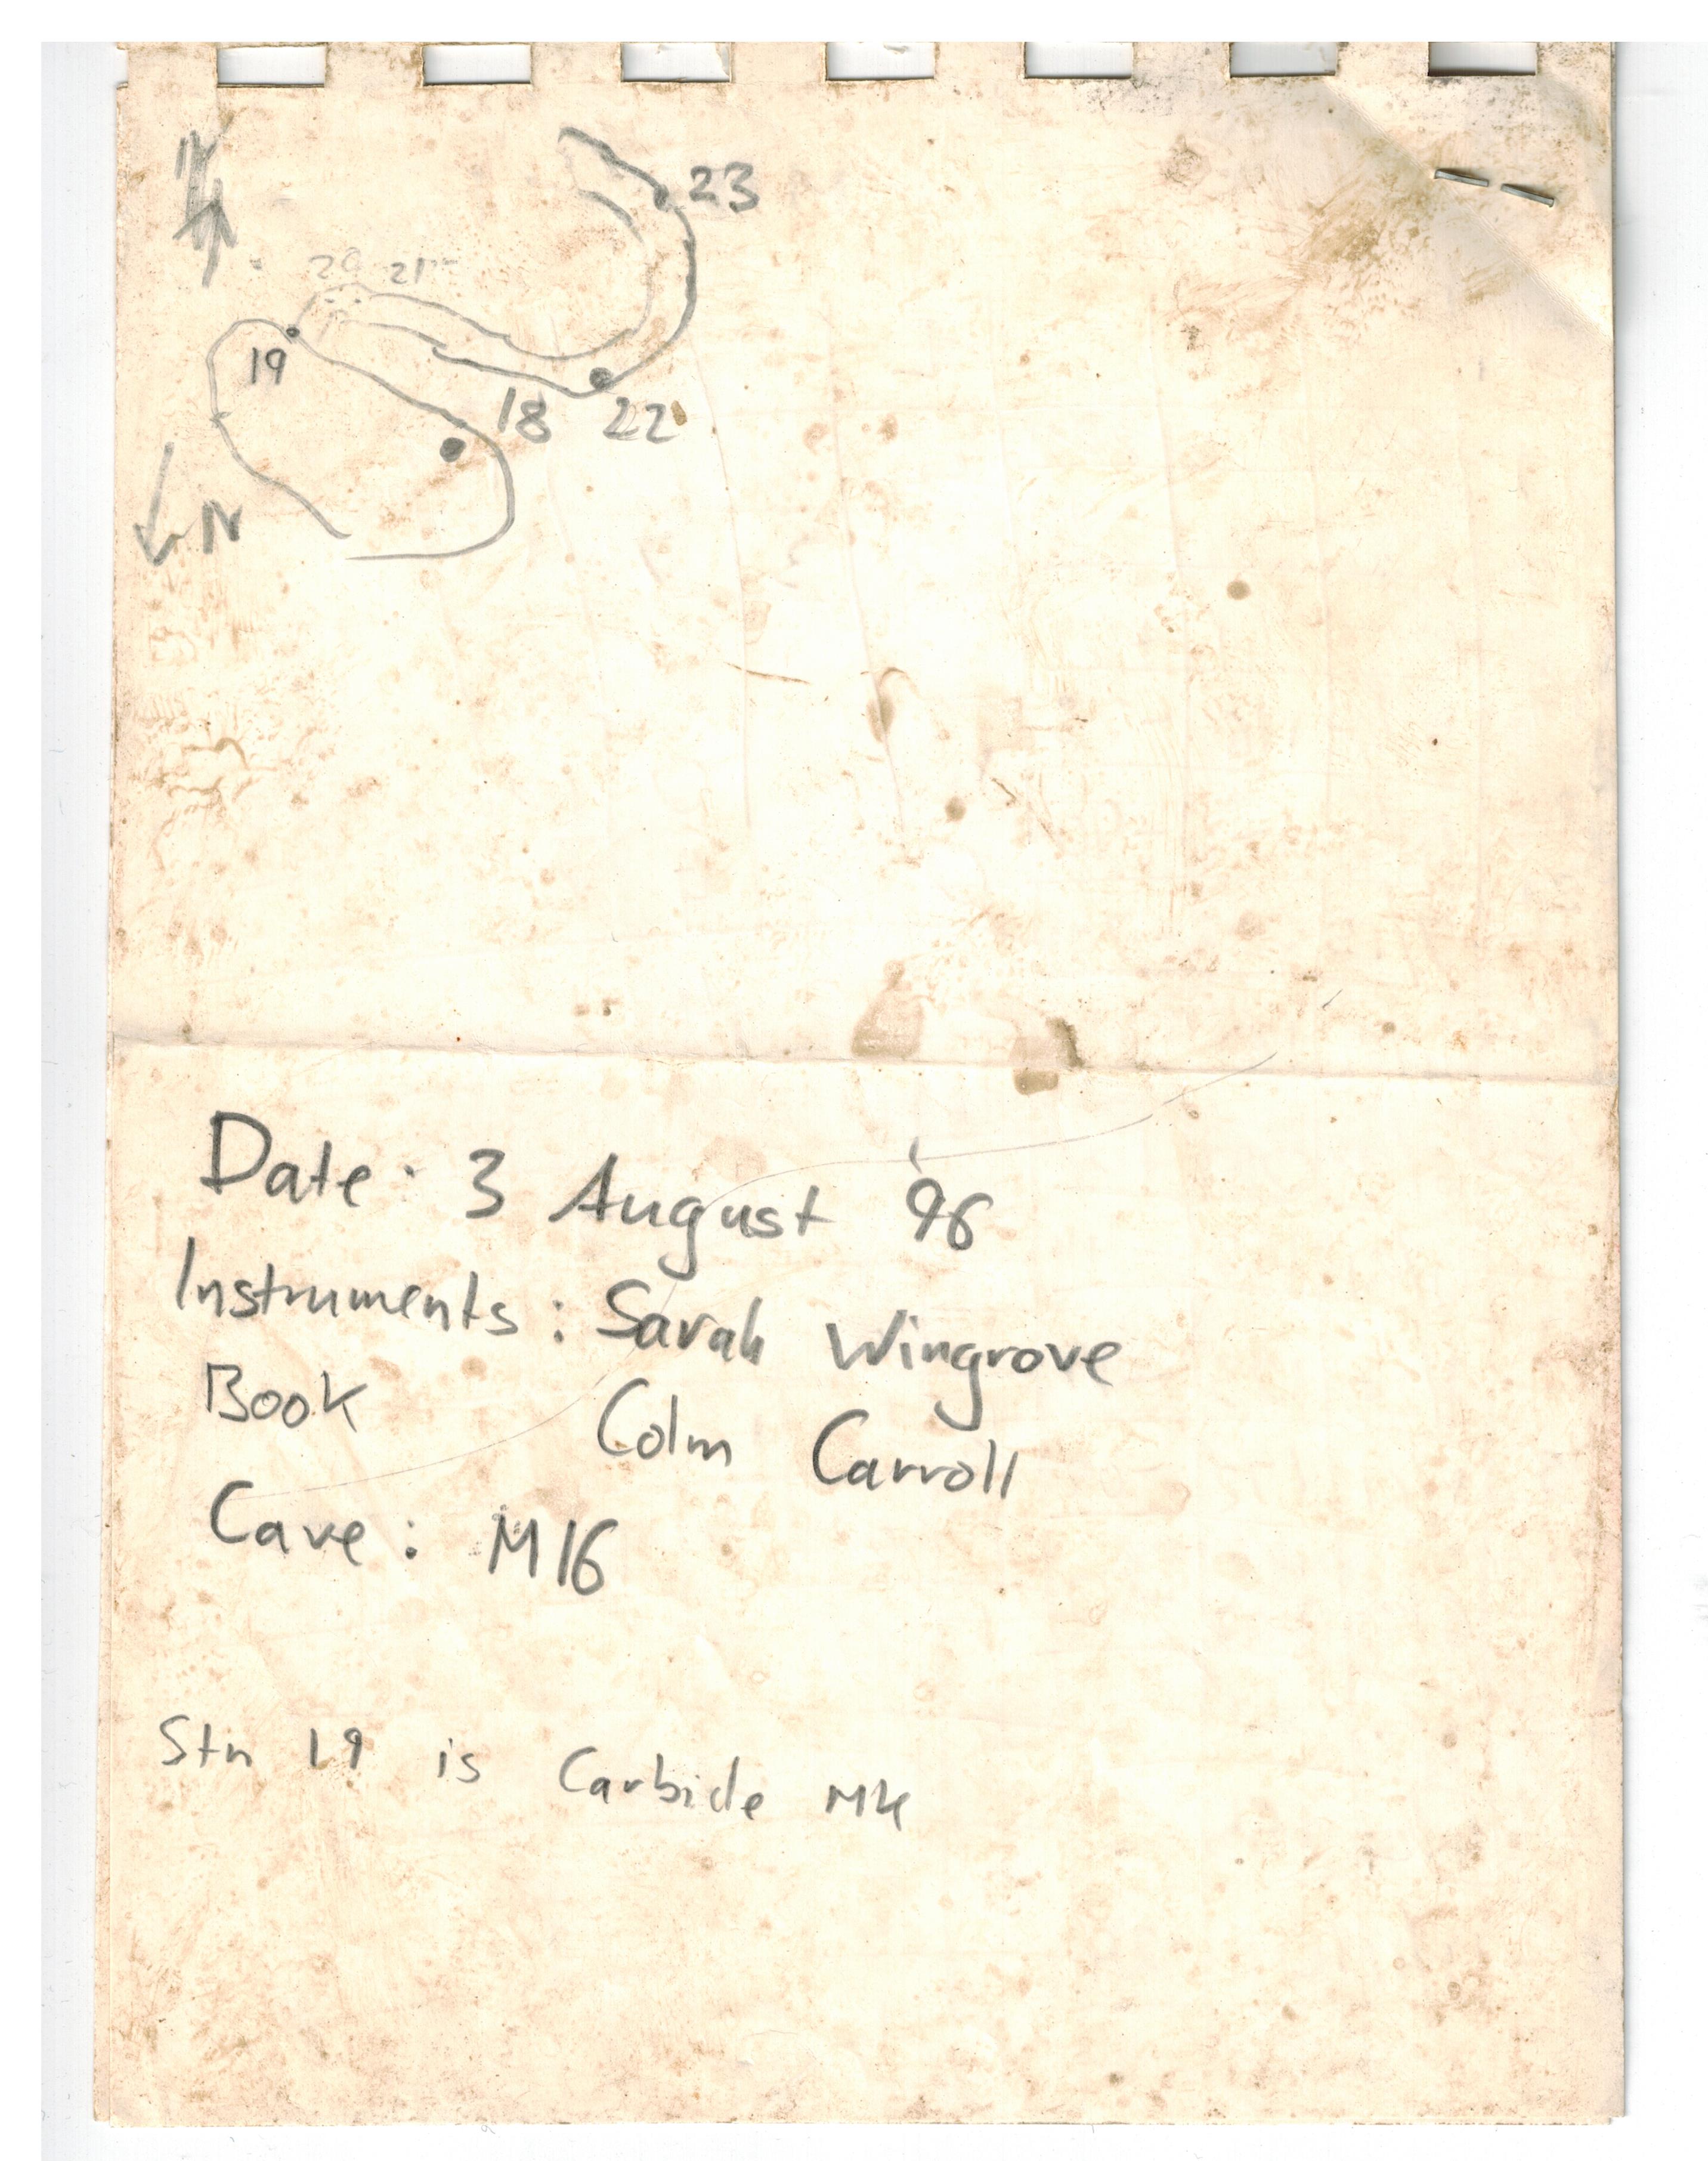 N
23
20 21
19
18 22
N
Date: 3 August '96
Instruments: Sarah Wingrove
Book Colm Carroll
Cave: M16
Stn 19 is Carbide Mk